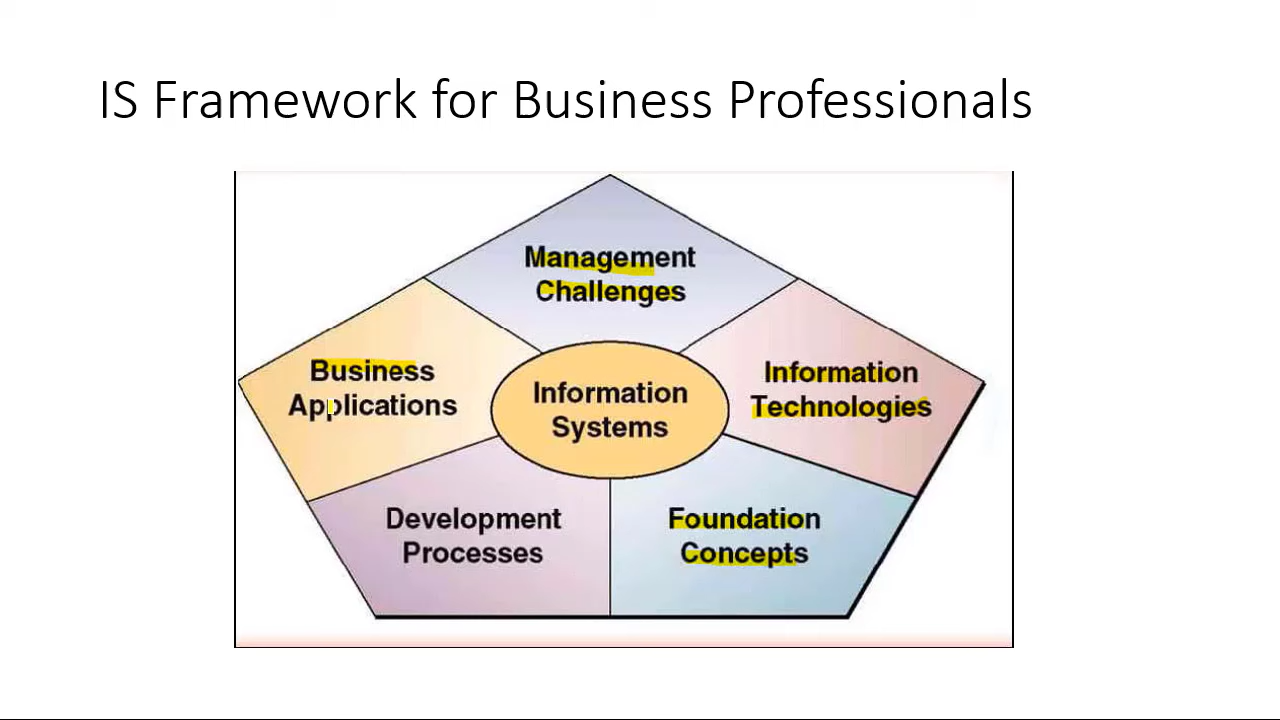 IS Framework for Business Professionals
Management
Challenges
Business
Applications
Information
Systems
Information
Technologies
Development
Processes
Foundation
Concepts